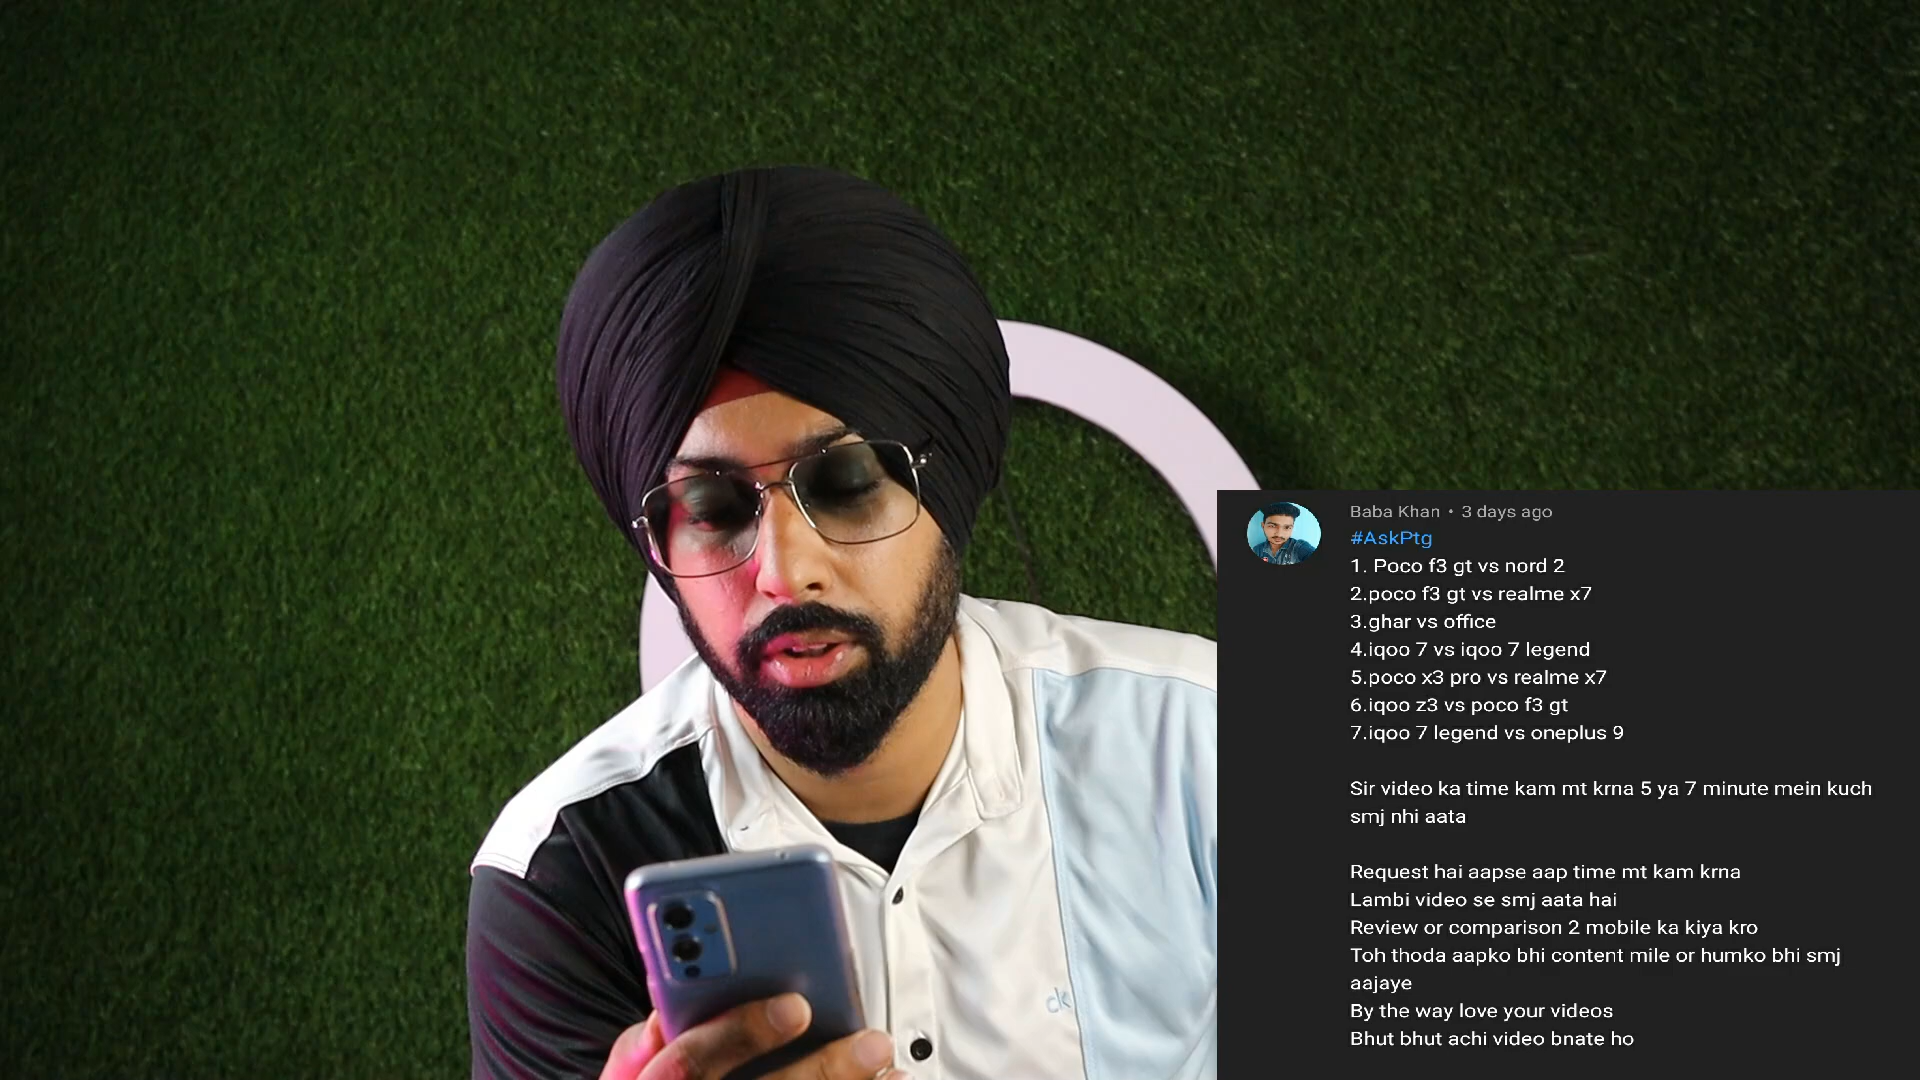 Baba Khan • 3 days ago
#AskPtg
1. Poco f3 gt vs nord 2
2.poco f3 gt vs realme x7
3.ghar vs office
4.iqoo 7 vs iqoo 7 legend
5.poco x3 pro vs realme x7
6.iqoo z3 vs poco f3 gt
7.iqoo 7 legend vs oneplus 9
Sir video ka time kam mt krna 5 ya 7 minute mein kuch
smj nhi aata
Request hai aapse aap time mt kam krna
Lambi video se smj aata hai
Review or comparison 2 mobile ka kiya kro
Toh thoda aapko bhi content mile or humko bhi smj
aajaye
By the way love your videos
Bhut bhut achi video bnate ho
ck